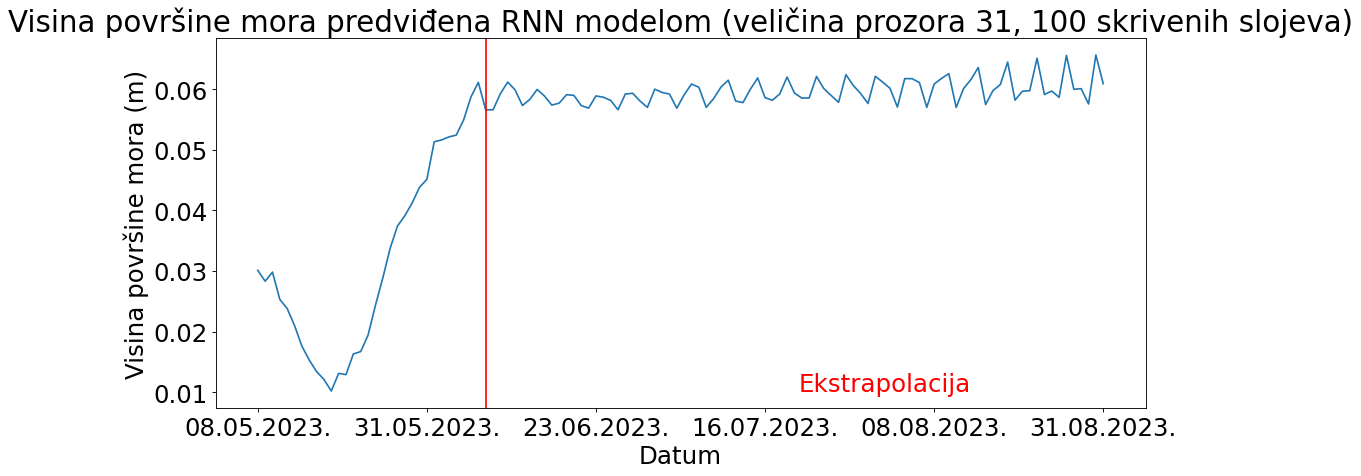 Visina površine mora predviđena RNN modelom (veličina prozora 31, 100 skrivenih slojeva)
Visina površine mora (m)
0.06
0.05
0.04
0.03
0.02
0.01
Ekstrapolacija
08.05.2023. 31.05.2023. 23.06.2023. 16.07.2023. 08.08.2023. 31.08.2023.
Datum